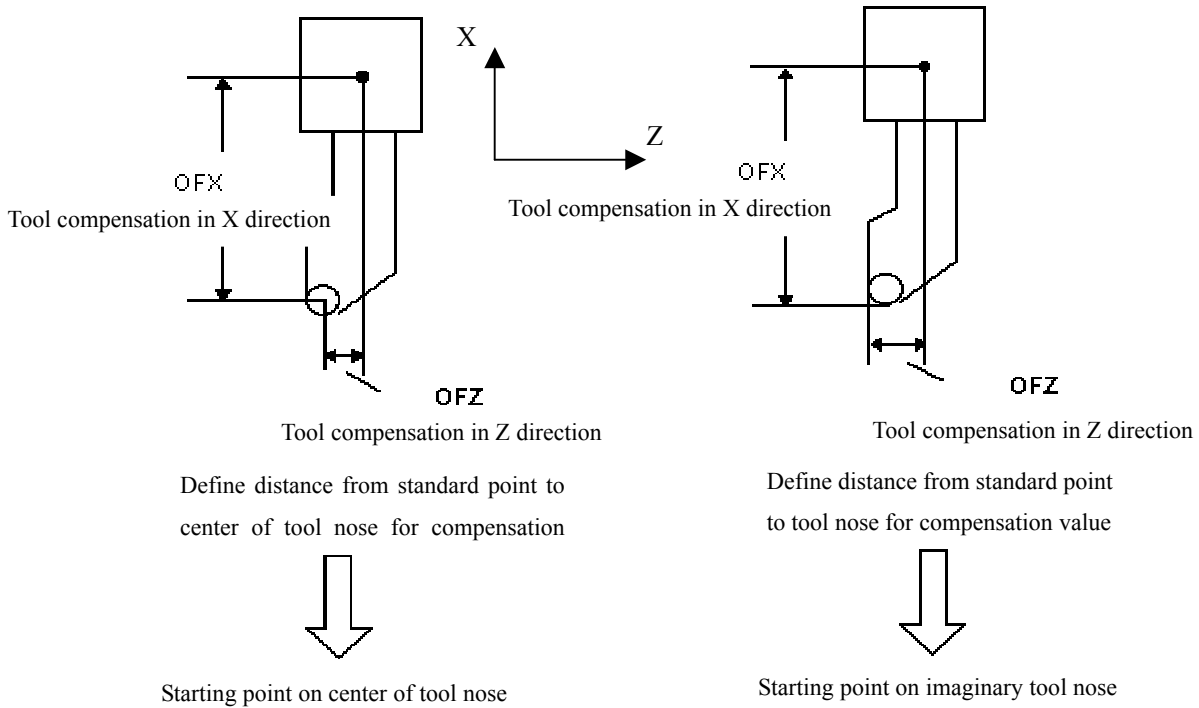 X
Z
OFX
Tool compensation in X direction
OFZ
Tool compensation in Z direction
Define distance from standard point to
center of tool nose for compensation
Starting point on center of tool nose
OFX
Tool compensation in X direction
OFZ
Tool compensation in Z direction
Define distance from standard point
to tool nose for compensation value
Starting point on imaginary tool nose